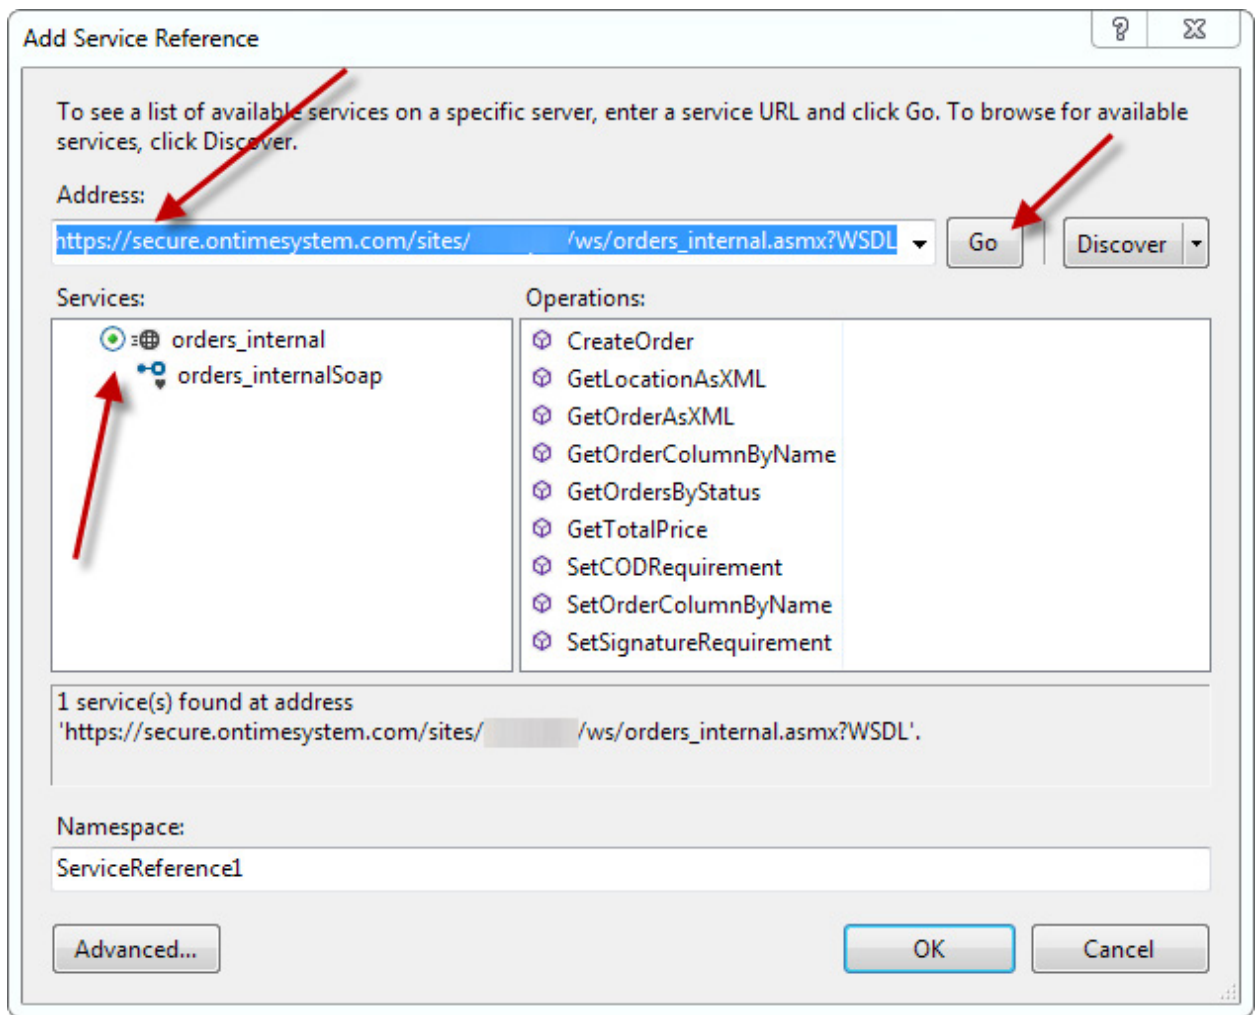 Add Service Reference
To see a list of available services on a specific server, enter a service URL and click Go. To browse for available
services, click Discover.
Address:
https://secure.ontimesystem.com/sites/ /ws/orders_internal.asmx?WSDL Go Discover
Services: Operations:
orders_internal
orders_internalSoap
CreateOrder
GetLocationAsXML
GetOrderAsXML
GetOrderColumnByName
GetOrdersByStatus
GetTotalPrice
SetCODRequirement
SetOrderColumnByName
SetSignatureRequirement
1 service(s) found at address
'https://secure.ontimesystem.com/sites/ /ws/orders_internal.asmx?WSDL'.
Namespace:
ServiceReference1
Advanced... OK Cancel